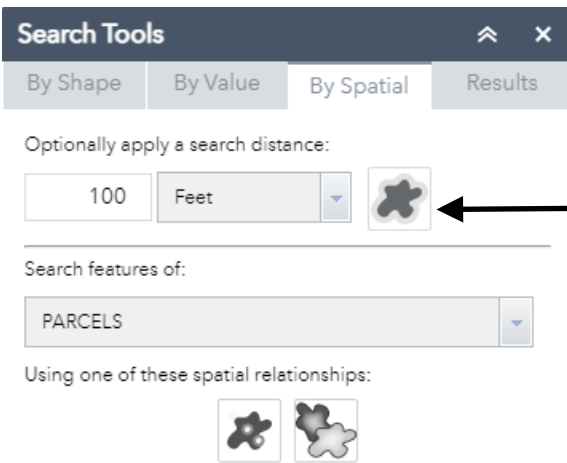 Search Tools
By Shape By Value By Spatial Results
Optionally apply a search distance:
100 Feet
Search features of:
PARCELS
Using one of these spatial relationships: